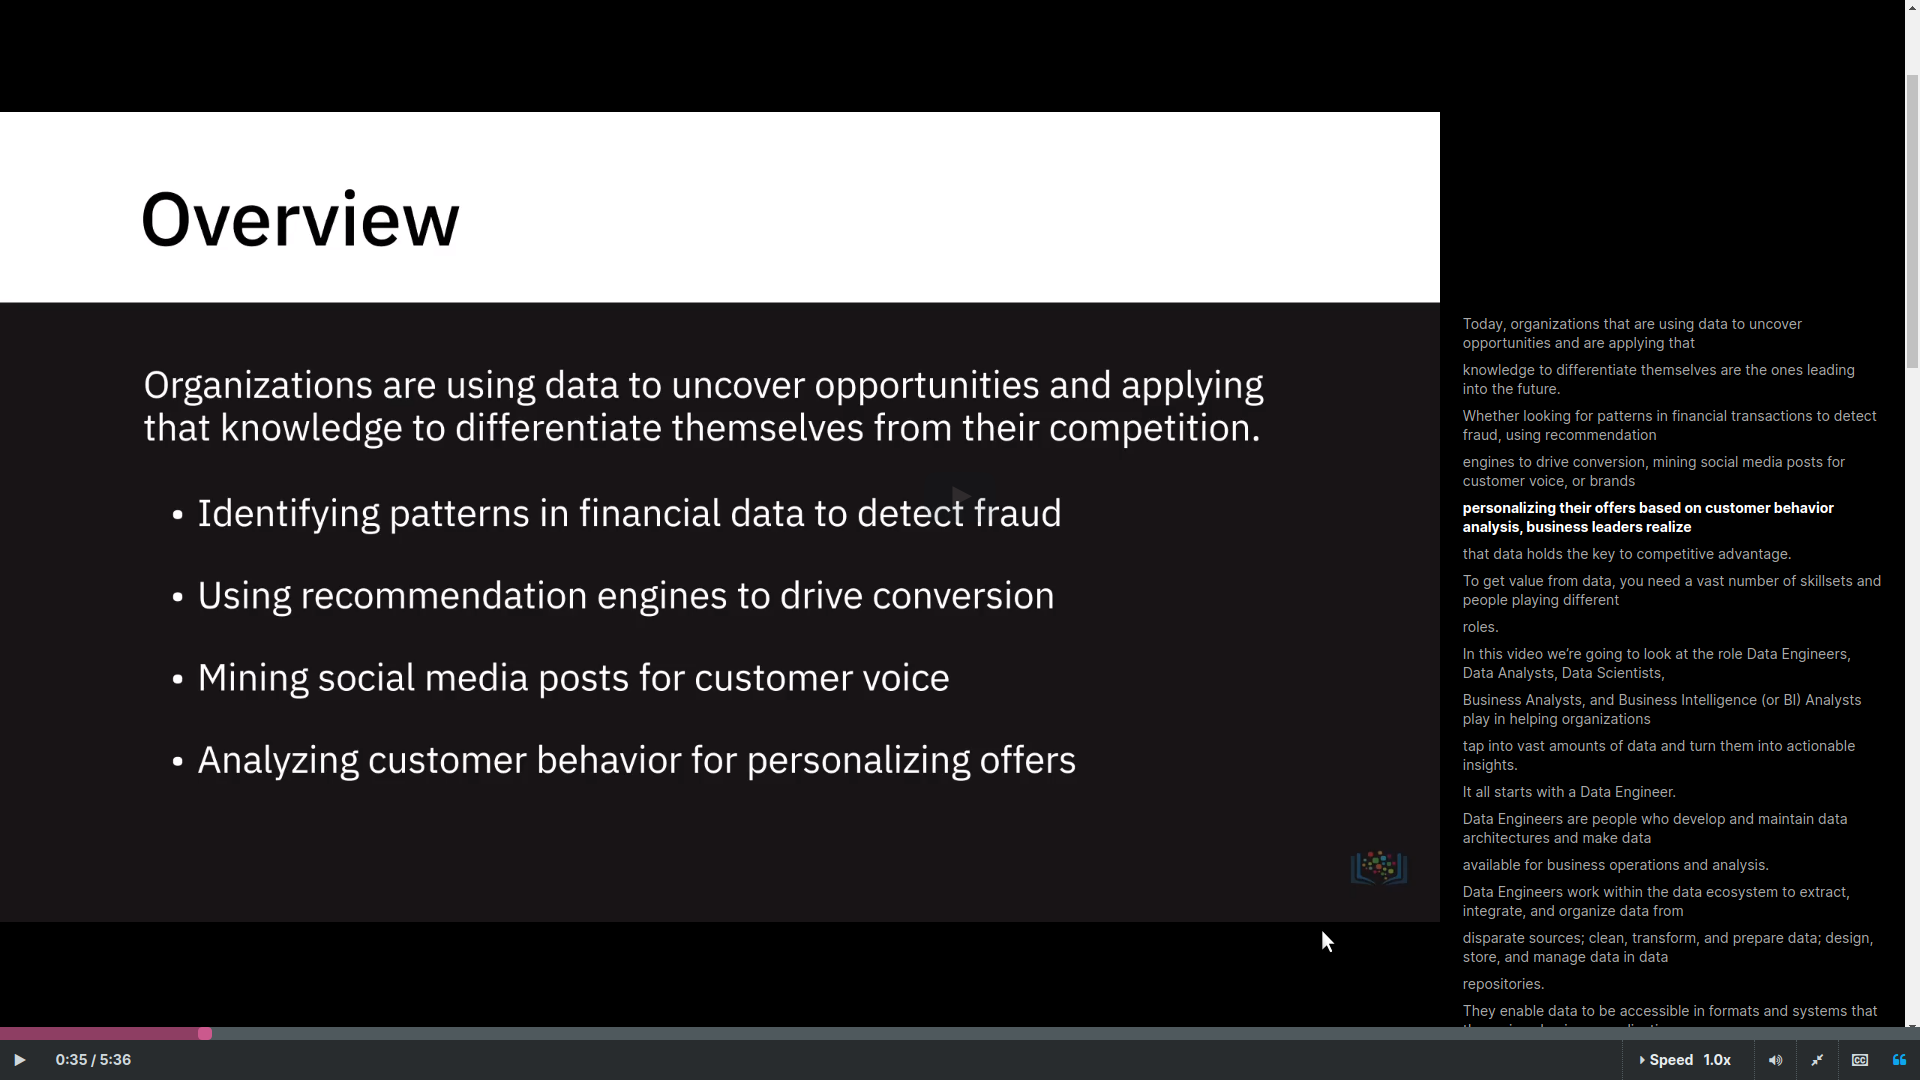 Overview
Organizations are using data to uncover opportunities and applying
that knowledge to differentiate themselves from their competition.
• Identifying patterns in financial data to detect fraud
• Using recommendation engines to drive conversion
• Mining social media posts for customer voice
• Analyzing customer behavior for personalizing offers
Today, organizations that are using data to uncover
opportunities and are applying that
knowledge to differentiate themselves are the ones leading
into the future.
Whether looking for patterns in financial transactions to detect
fraud, using recommendation
engines to drive conversion, mining social media posts for
customer voice, or brands
personalizing their offers based on customer behavior
analysis, business leaders realize
that data holds the key to competitive advantage.
To get value from data, you need a vast number of skillsets and
people playing different
roles.
In this video we’re going to look at the role Data Engineers,
Data Analysts, Data Scientists,
Business Analysts, and Business Intelligence (or BI) Analysts
play in helping organizations
tap into vast amounts of data and turn them into actionable
insights.
It all starts with a Data Engineer.
Data Engineers are people who develop and maintain data
architectures and make data
available for business operations and analysis.
Data Engineers work within the data ecosystem to extract,
integrate, and organize data from
disparate sources; clean, transform, and prepare data; design,
store, and manage data in data
repositories.
They enable data to be accessible in formats and systems that
0:35 / 5:36
Speed 1.0x
CC